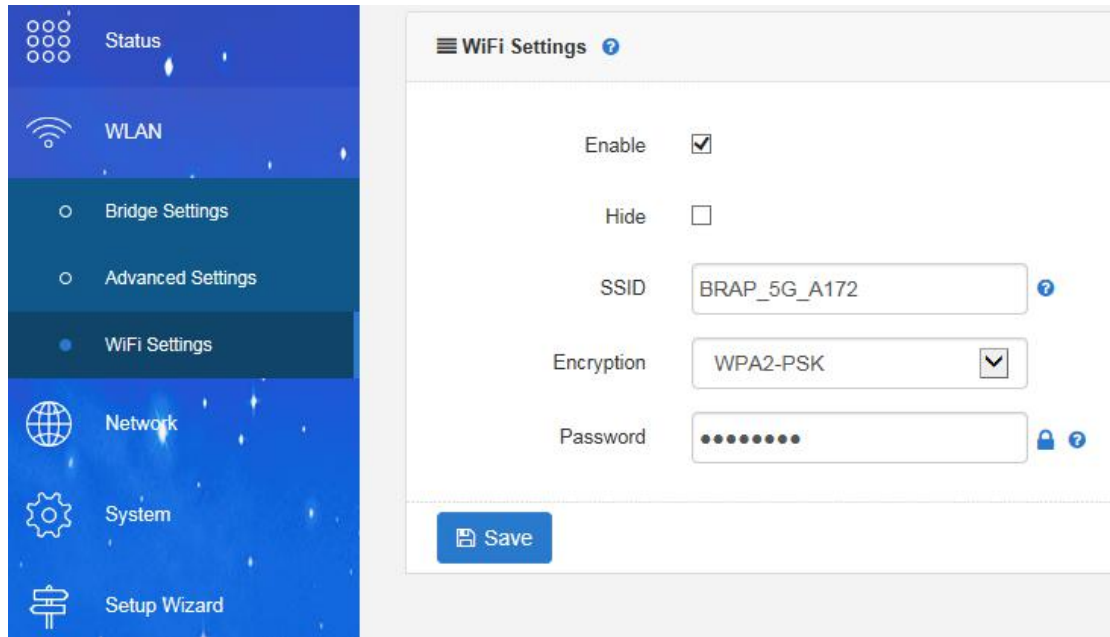 Status
WLAN
Bridge Settings
Advanced Settings
WiFi Settings
Network
System
Setup Wizard
WiFi Settings
Enable
Hide
SSID BRAP_5G_A172
Encryption WPA2-PSK
Password ••••••••
Save